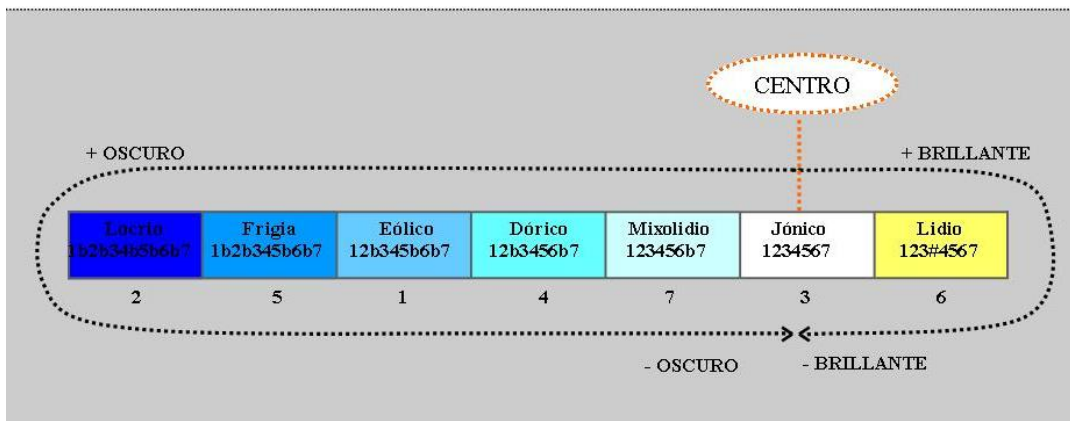 CENTRO
+ OSCURO
+ BRILLANTE
Locrio Frigia Eólico Dórico Mixolidio Jónico Lidio
1b2b34b5b6b7 1b2b345b6b7 12b345b6b7 12b3456b7 123456b7 1234567 123#4567
2 5 1 4 7 3 6
- OSCURO
- BRILLANTE